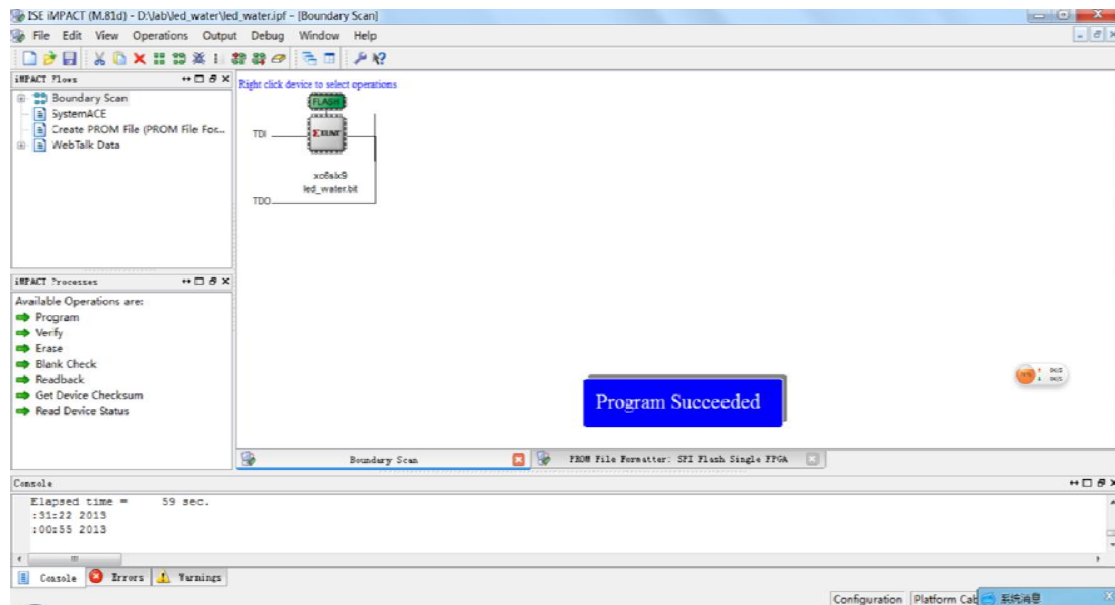 ISE iMPACT (M.81d) - D:\lab\led_water\led_water.ipf - [Boundary Scan]
File Edit View Operations Output Debug Window Help
iMPACT Flows
Boundary Scan
SystemACE
Create PROM File (PROM File For...
WebTalk Data
Right click device to select operations
FLASH
TDI
XILINX
xc6slx9
led_water.bit
TDO
iMPACT Processes
Available Operations are:
Program
Verify
Erase
Blank Check
Readback
Get Device Checksum
Read Device Status
Program Succeeded
Boundary Scan
PROM File Formatter: SPI Flash Single FPGA
Console
Elapsed time = 59 sec.
:31:22 2013
:00:55 2013
Console Errors Warnings
Configuration Platform Cab
系统消息